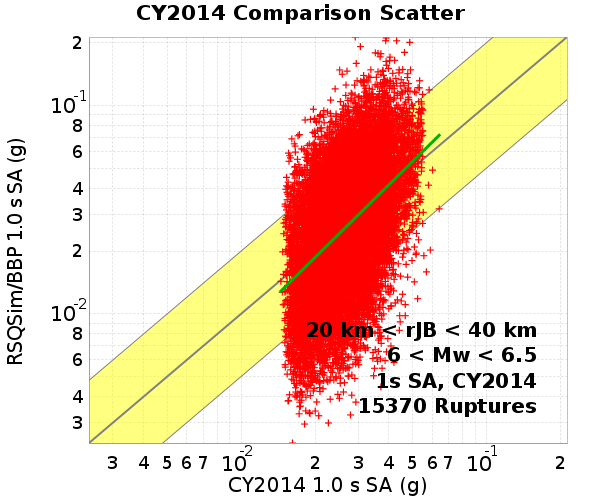 CY2014 Comparison Scatter
RSQSim/BBP 1.0 s SA (g)
2
10-1
8
6
4
3
2
10-2
8
6
4
3
20 km < rJB < 40 km
6 < Mw < 6.5
1s SA, CY2014
15370 Ruptures
3 4 5 6 7 10-2 2 3 4 5 6 7 10-1 2
CY2014 1.0 s SA (g)